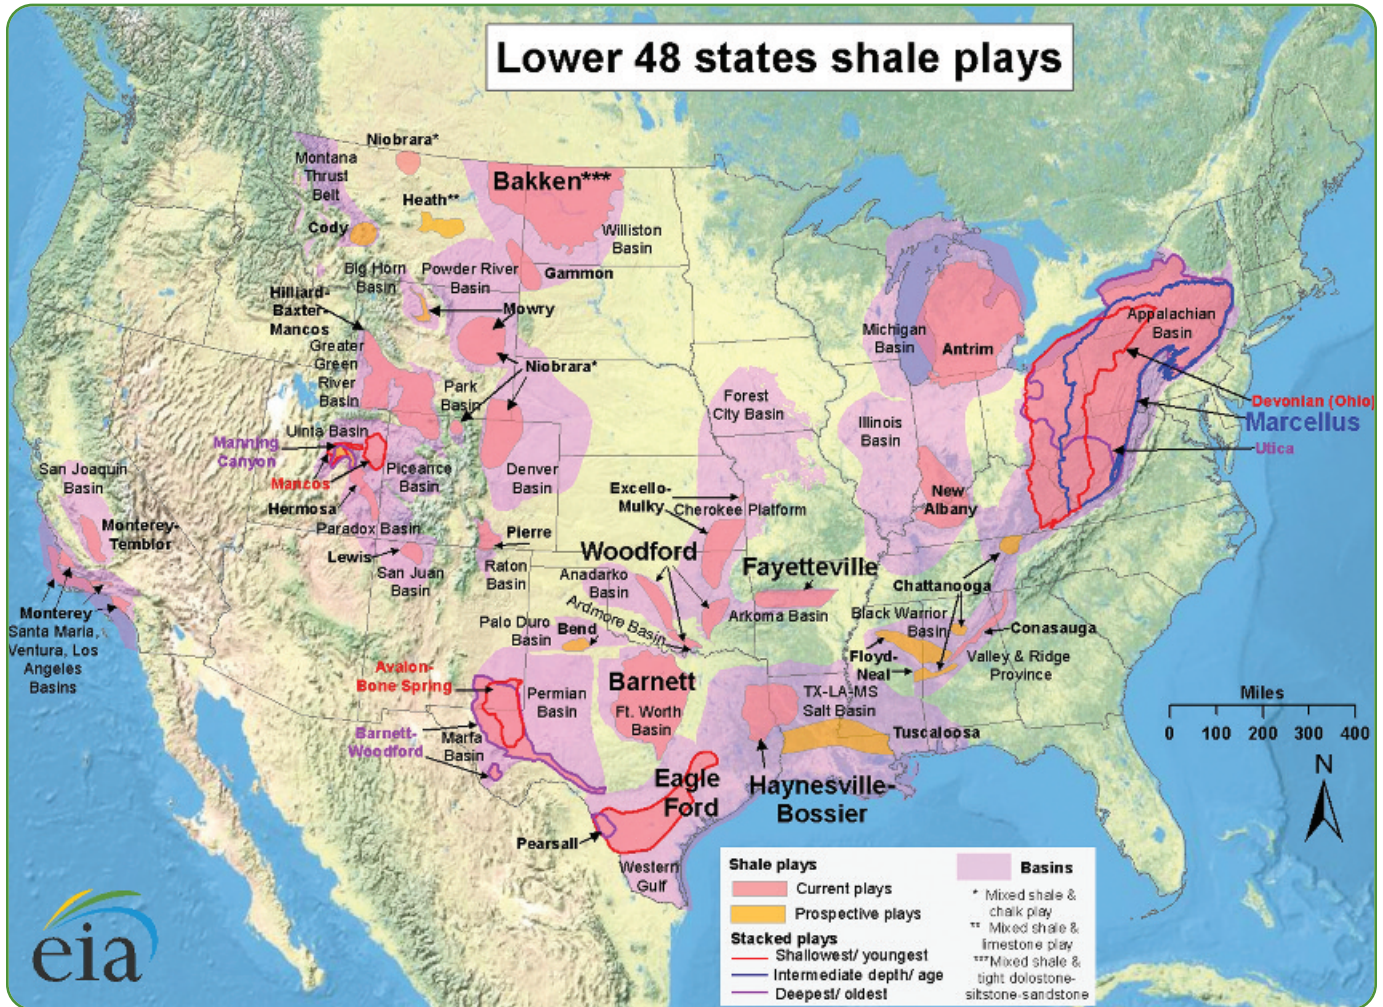 Lower 48 states shale plays
Niobrara*
Montana
Thrust
Belt
Bakken***
Heath**
Cody
Williston
Basin
Big Horn
Basin
Powder River
Basin
Gammon
Hilliard-
Baxter-
Mancos
Mowry
Greater
Green
River
Basin
Niobrara*
Park
Basin
Michigan
Basin
Antrim
Appalachian
Basin
Forest
City Basin
Illinois
Basin
Devonian (Ohio)
Marcellus
Utica
Uinta Basin
Manning
Canyon
Mancos
Piceance
Basin
Denver
Basin
San Joaquin
Basin
Hermosa
Paradox Basin
Monterey-
Temblor
Excello-
Mulky
Cherokee Platform
New
Albany
Lewis
San Juan
Basin
Pierre
Raton
Basin
Woodford
Anadarko
Basin
Fayetteville
Arkoma Basin
Chattanooga
Monterey
Santa Maria,
Ventura, Los
Angeles
Basins
Palo Duro
Basin
Bend
Ardmore Basin
Black Warrior
Basin
Conasauga
Floyd-
Neal
Valley & Ridge
Province
Avalon-
Bone Spring
Permian
Basin
Barnett
Ft. Worth
Basin
TX-LA-MS
Salt Basin
Tuscaloosa
Barnett-
Woodford
Marfa
Basin
Eagle
Ford
Haynesville-
Bossier
Pearsall
Western
Gulf
Miles
0 100 200 300 400
N
Shale plays
Current plays
Prospective plays
Stacked plays
Shallowest/ youngest
Intermediate depth/ age
Deepest/ oldest
Basins
* Mixed shale &
chalk play
** Mixed shale &
limestone play
***Mixed shale &
tight dolostone-
siltstone-sandstone
eia